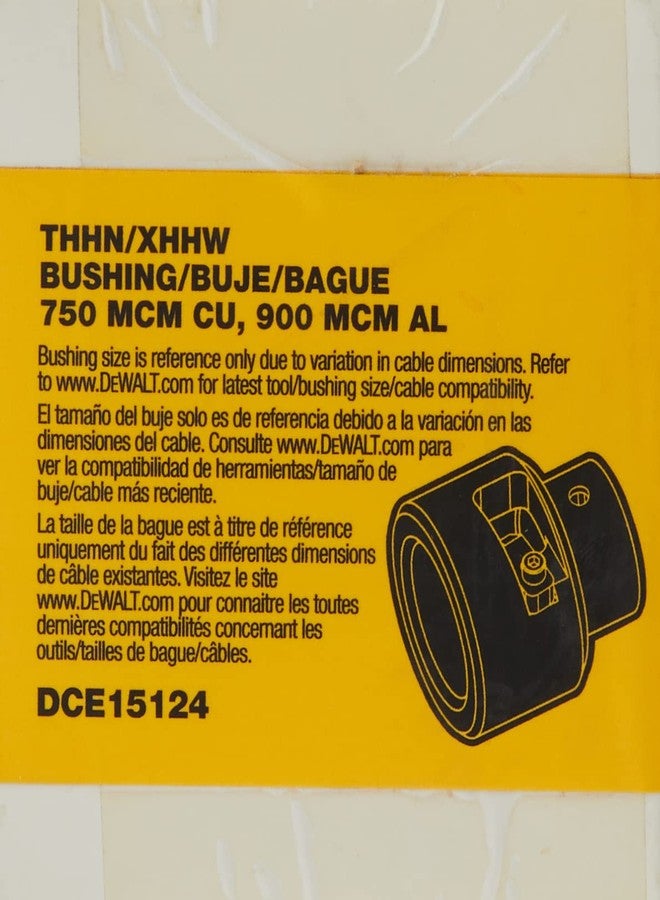 THHN/XHHW
BUSHING/BUJE/BAGUE
750 MCM CU, 900 MCM AL
Bushing size is reference only due to variation in cable dimensions. Refer
to www.DEWALT.com for latest tool/bushing size/cable compatibility.
El tamaño del buje solo es de referencia debido a la variación en las
dimensiones del cable. Consulte www.DEWALT.com para
ver la compatibilidad de herramientas/tamaño de
buje/cable más reciente.
La taille de la bague est à titre de référence
uniquement du fait des différentes dimensions
de câble existantes. Visitez le site
www.DEWALT.com pour connaitre les toutes
dernières compatibilités concernant les
outils/tailles de bague/câbles.
DCE15124